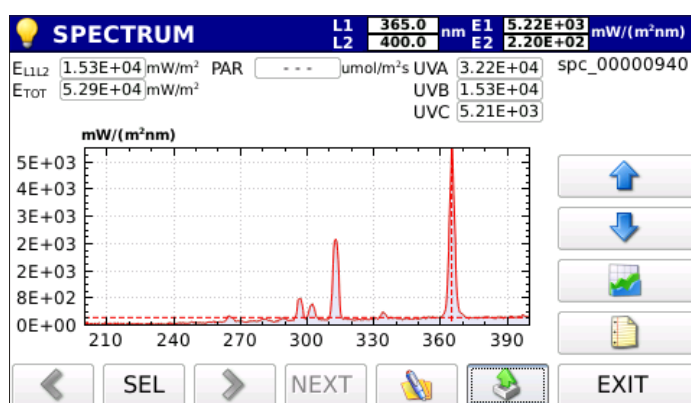 SPECTRUM
L1 365.0 nm E1 5.22E+03 mW/(m²nm)
L2 400.0 E2 2.20E+02
EL1L2 1.53E+04 mW/m² PAR - - - umol/m²s UVA 3.22E+04 spc_00000940
ETOT 5.29E+04 mW/m² UVB 1.53E+04
UVC 5.21E+03
mW/(m²nm)
5E+03
4E+03
3E+03
2E+03
2E+03
8E+02
0E+00
210 240 270 300 330 360 390
SEL NEXT EXIT